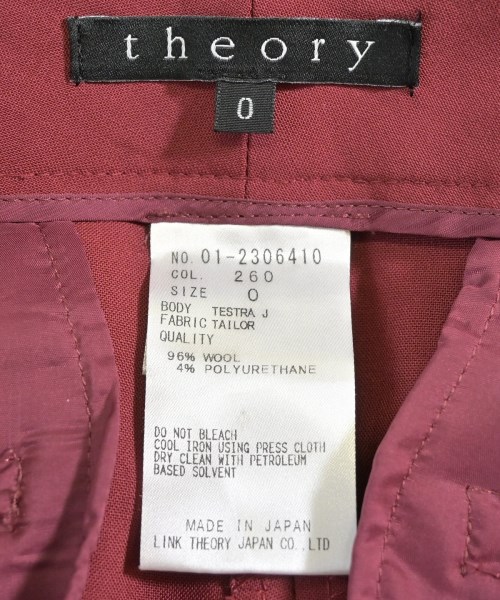 theory
0
NO. 01-2306410
COL. 260
SIZE 0
BODY TESTRA J
FABRIC TAILOR
QUALITY
96% WOOL
4% POLYURETHANE
DO NOT BLEACH
COOL IRON USING PRESS CLOTH
DRY CLEAN WITH PETROLEUM
BASED SOLVENT
MADE IN JAPAN
LINK THEORY JAPAN CO.,LTD